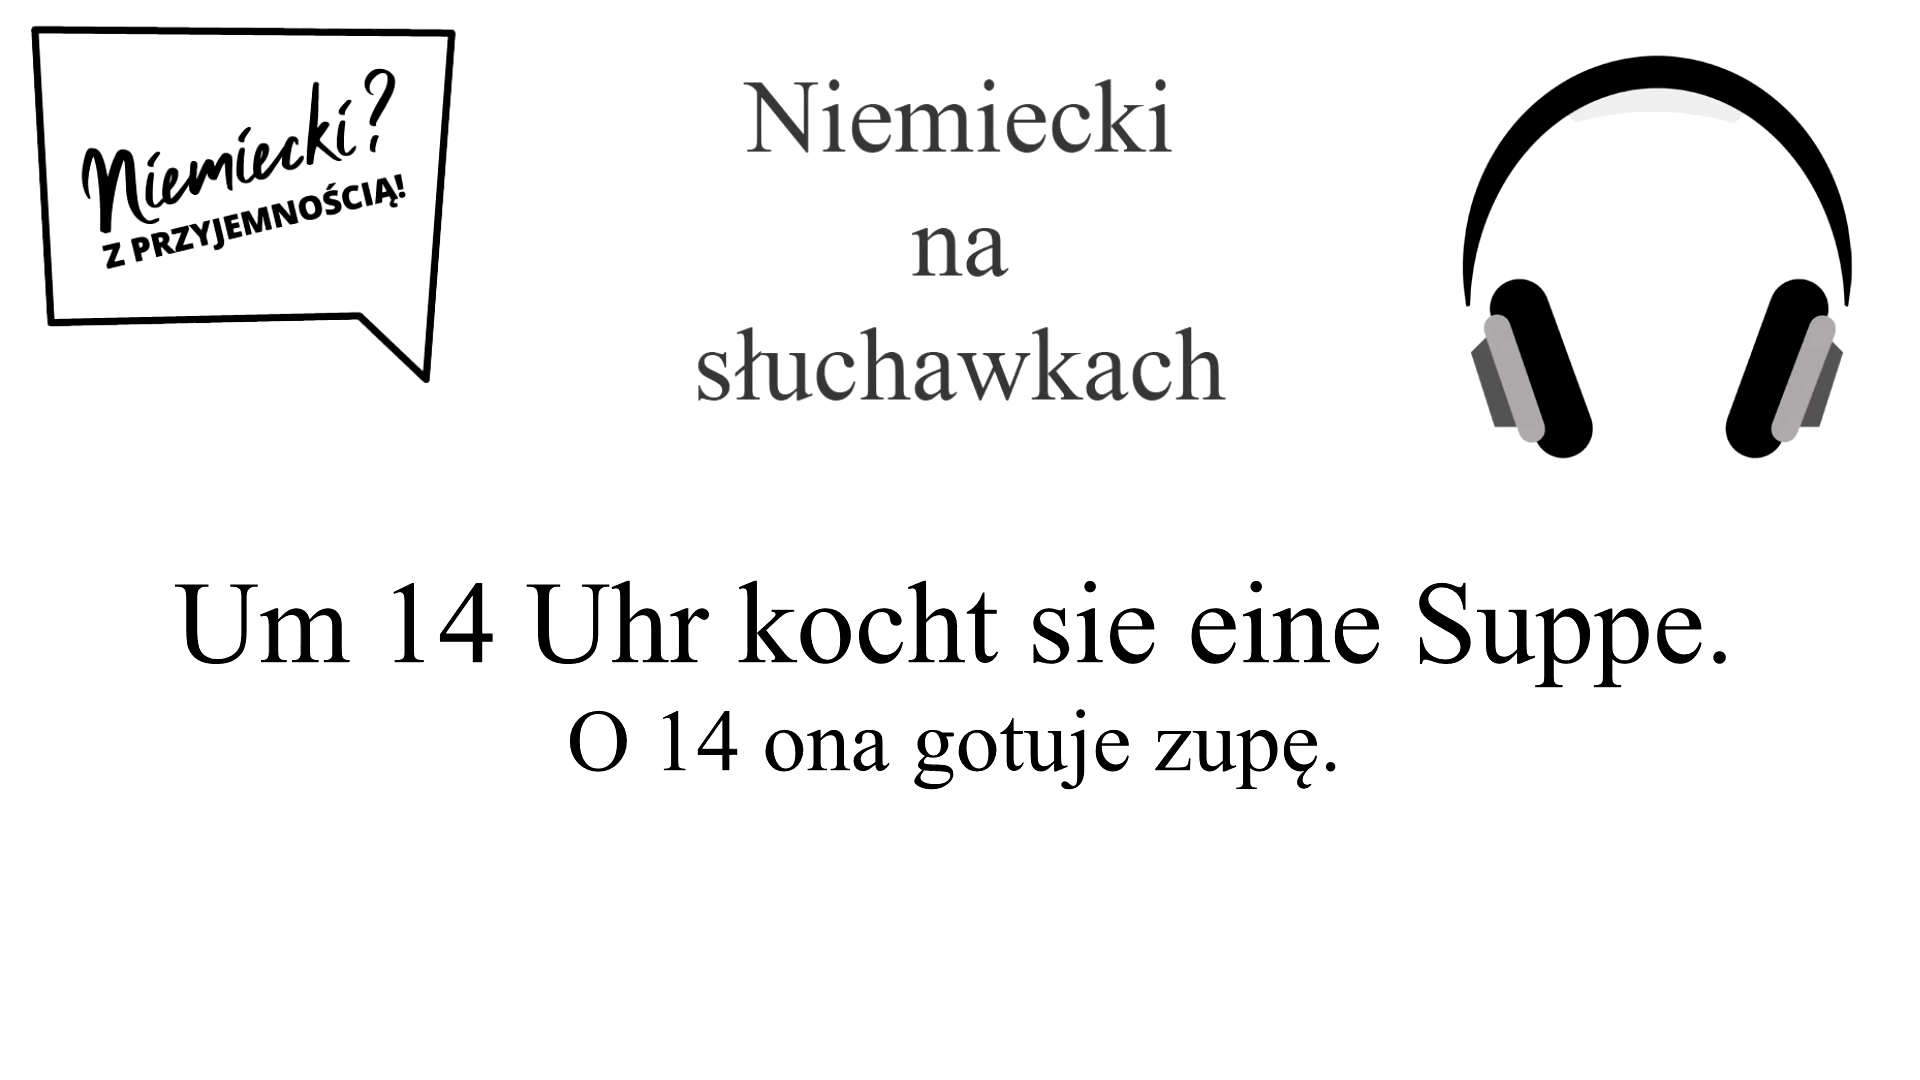 Niemiecki?
Z PRZYJEMNOŚCIĄ!
Niemiecki
na
słuchawkach
Um 14 Uhr kocht sie eine Suppe.
O 14 ona gotuje zupę.